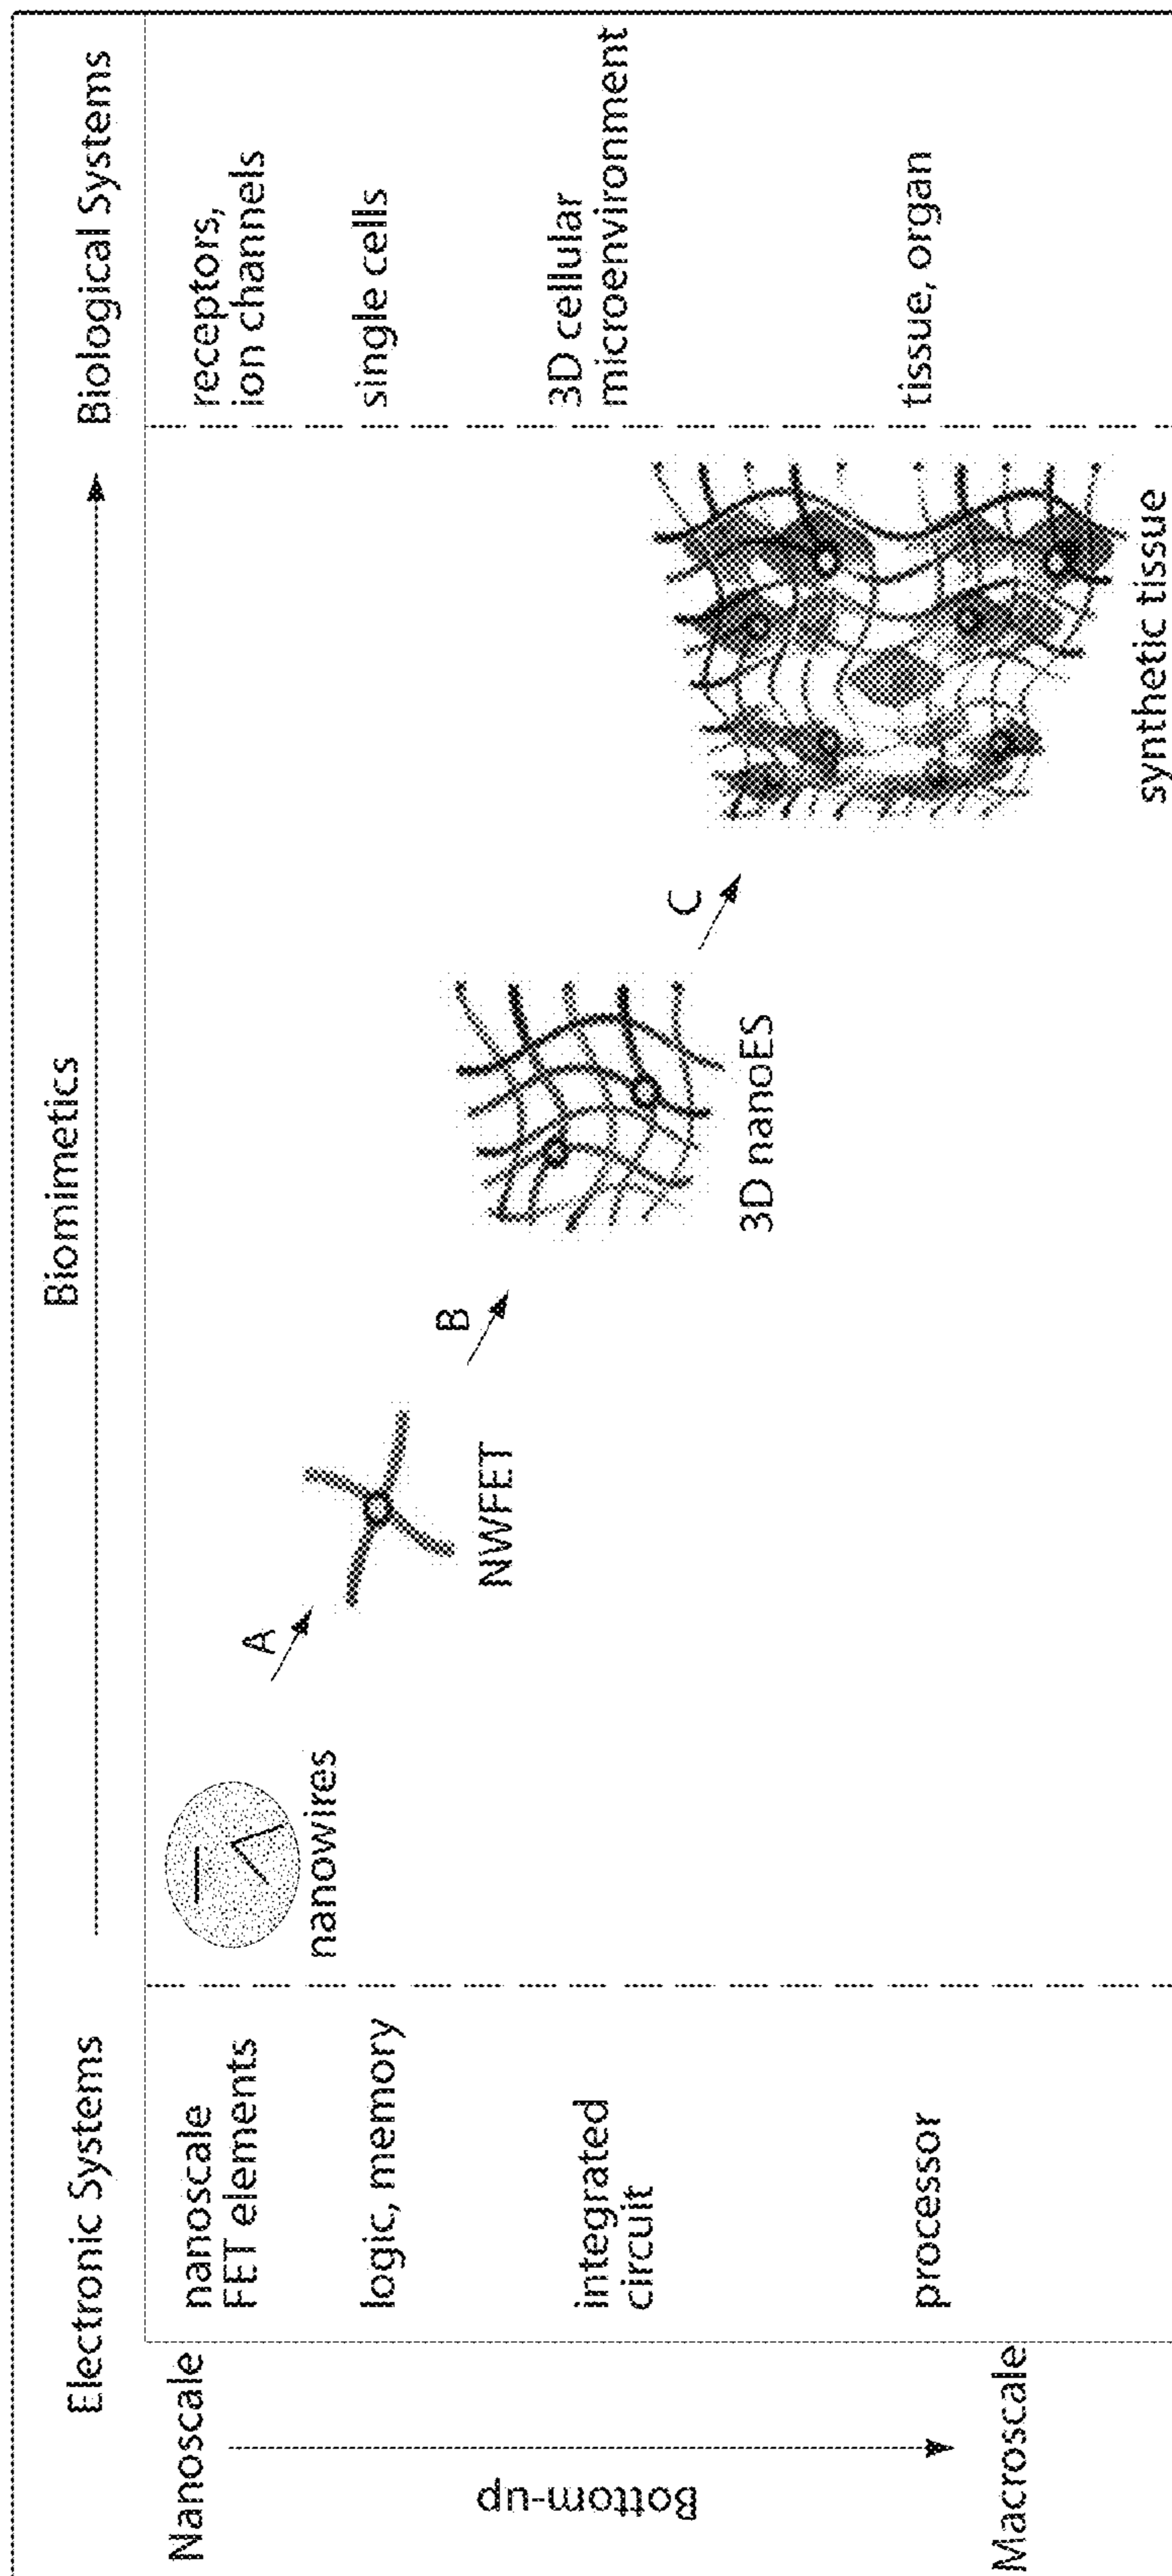 Biomimetics
Electronic Systems
Biological Systems
Nanoscale
Bottom-up
Macroscale
nanoscale
FET elements
logic, memory
integrated
circuit
processor
nanowires
A
NWFET
B
3D nanoES
C
synthetic tissue
receptors,
ion channels
single cells
3D cellular
microenvironment
tissue, organ